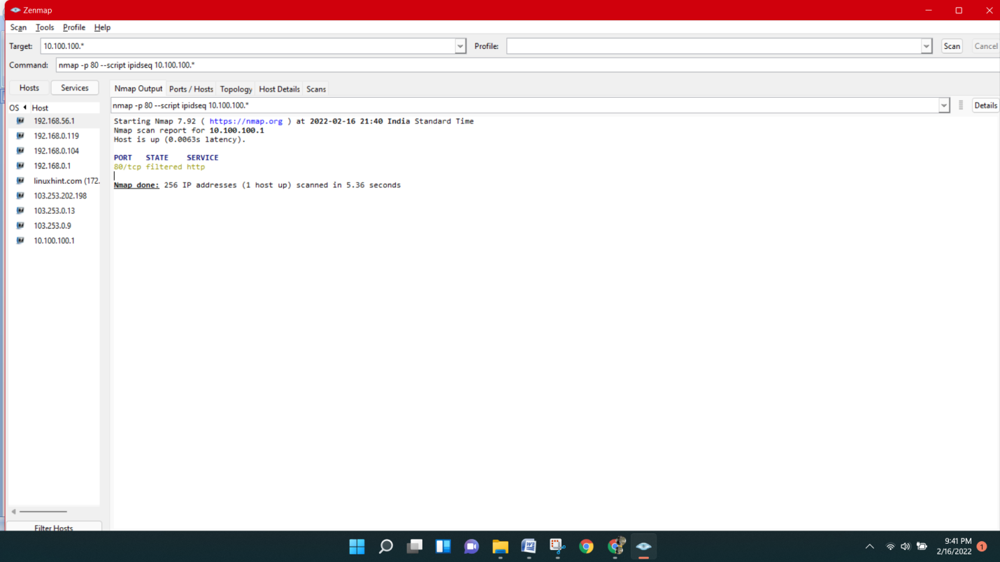 Zenmap
Scan Tools Profile Help
Target: 10.100.100.* Profile: Scan Cancel
Command: nmap -p 80 --script ipidseq 10.100.100.*
Hosts Services
Nmap Output Ports / Hosts Topology Host Details Scans
OS Host
nmap -p 80 --script ipidseq 10.100.100.* Details
192.168.56.1
192.168.0.119
192.168.0.104
192.168.0.1
linuxhint.com (172.
103.253.202.198
103.253.0.13
103.253.0.9
10.100.100.1
Starting Nmap 7.92 ( https://nmap.org ) at 2022-02-16 21:40 India Standard Time
Nmap scan report for 10.100.100.1
Host is up (0.0063s latency).
PORT STATE SERVICE
80/tcp filtered http
Nmap done: 256 IP addresses (1 host up) scanned in 5.36 seconds
Filter Hosts
9:41 PM
2/16/2022
1